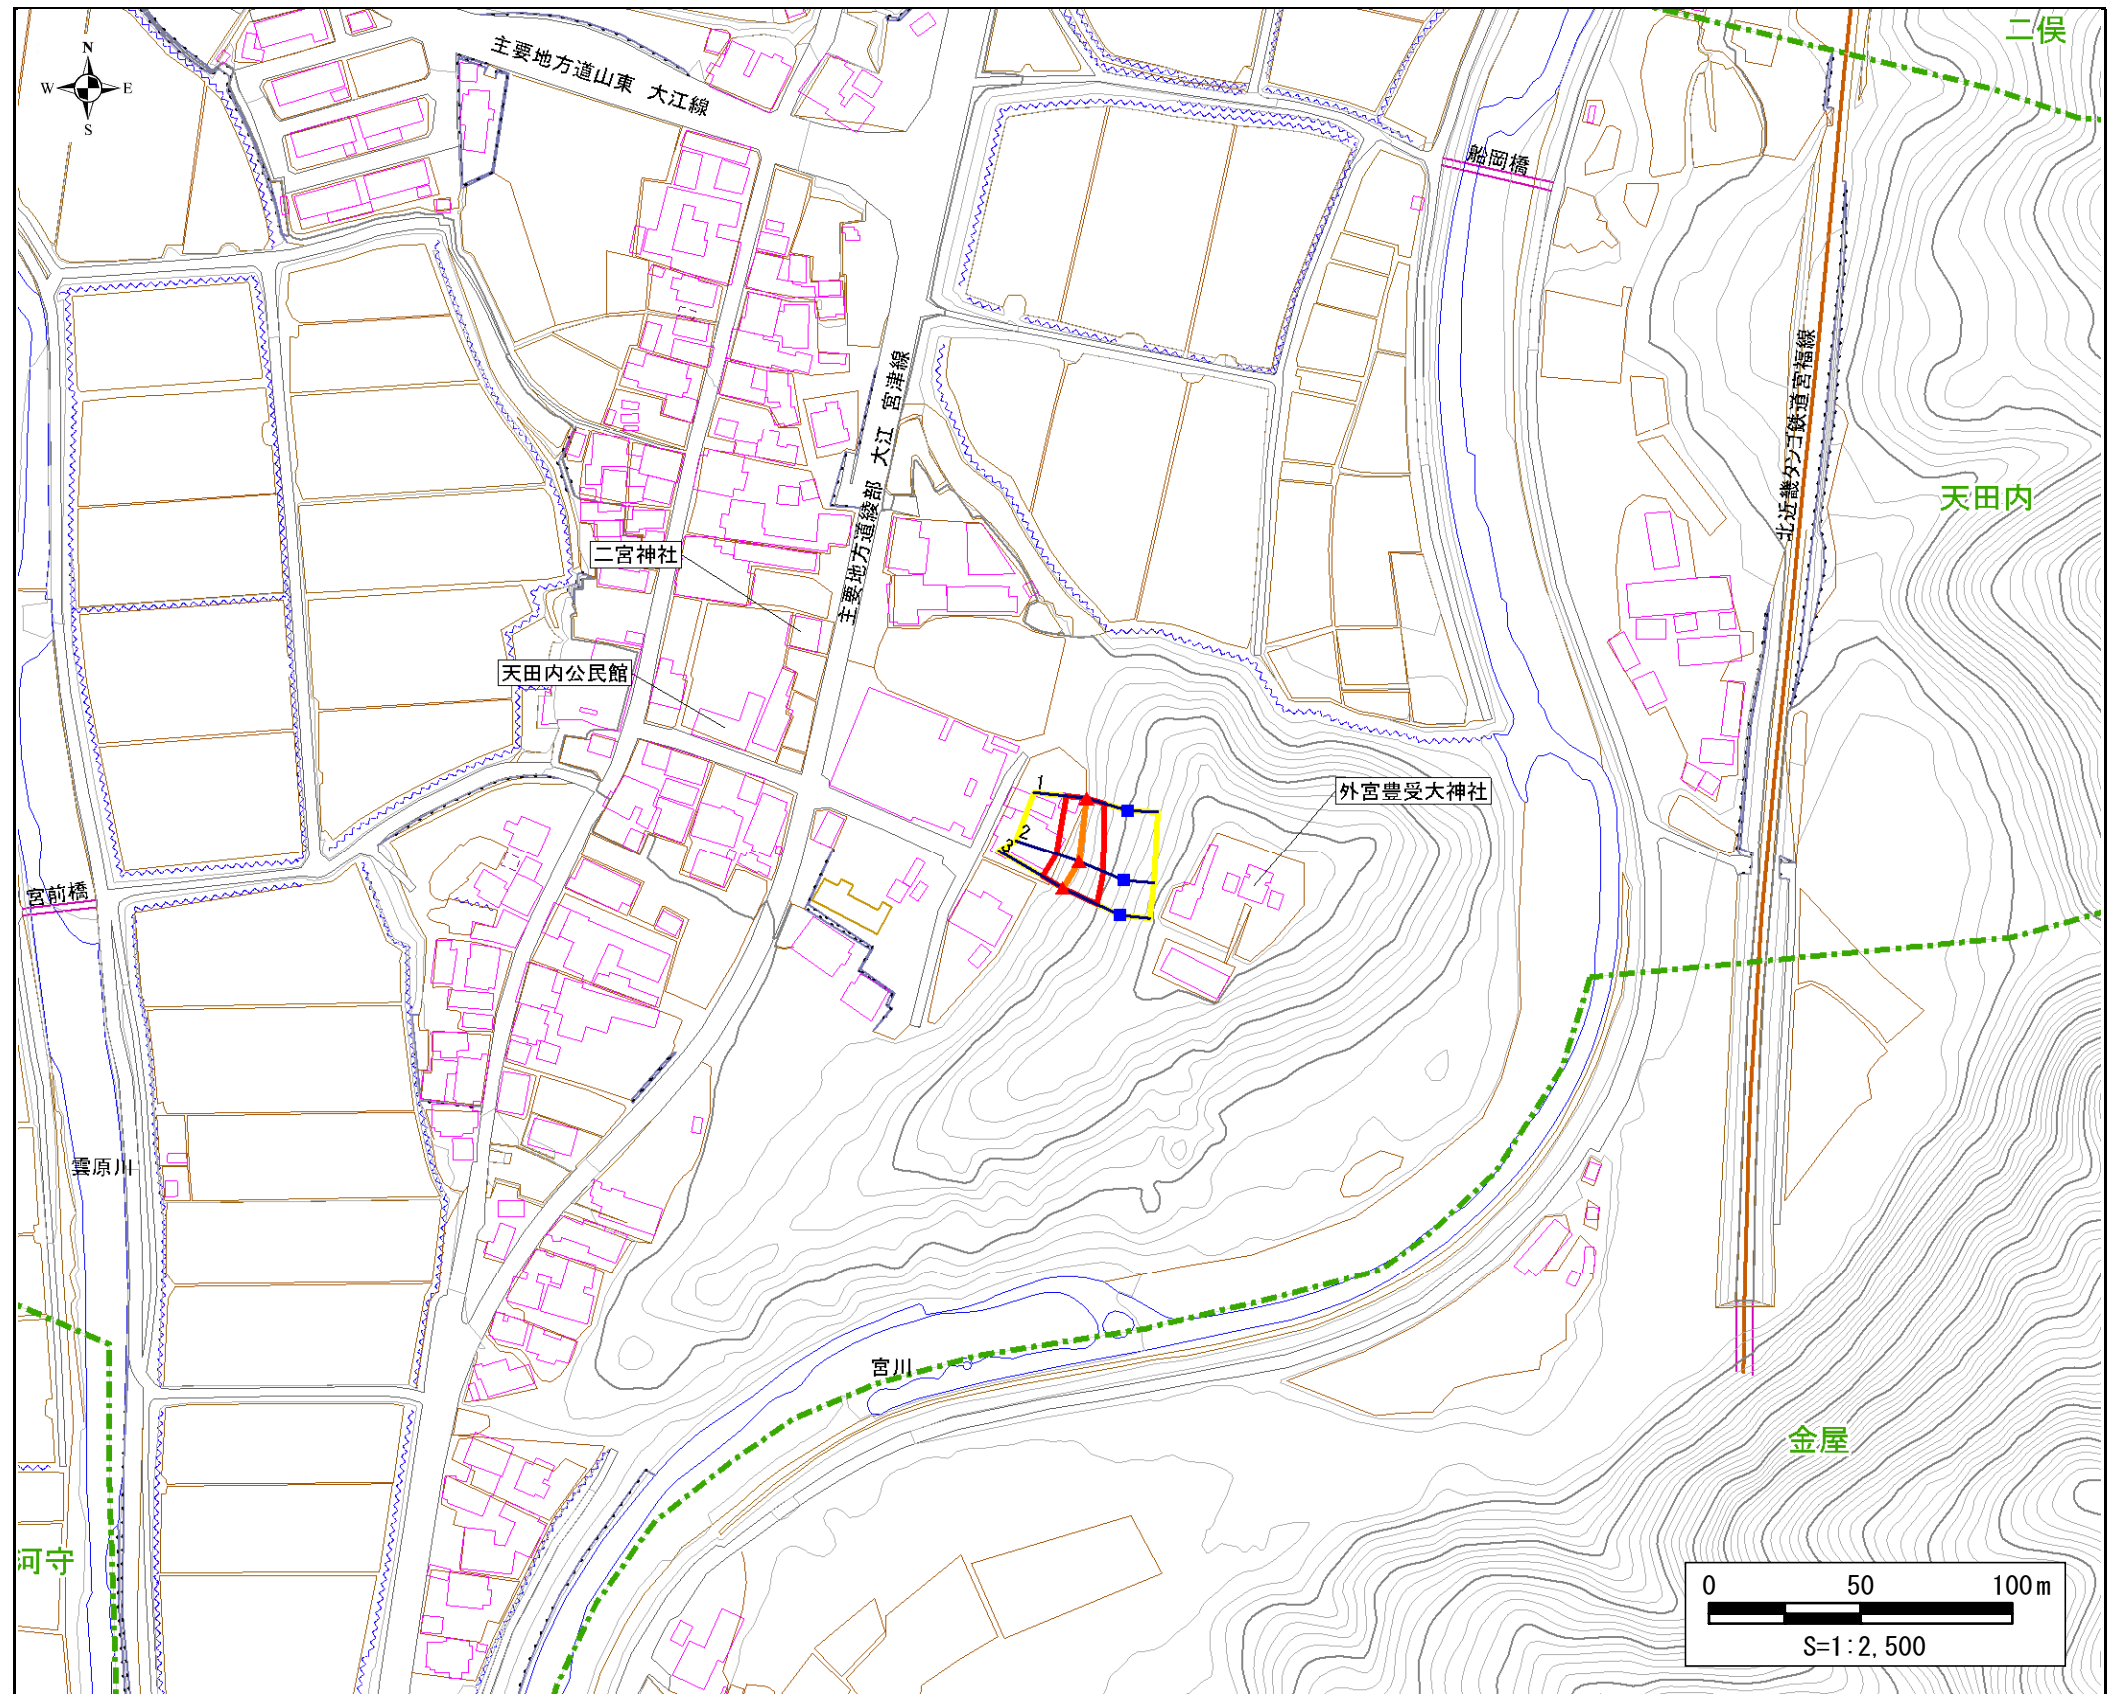 二俣
N
W E
S
主要地方道山東 大江線
船岡橋
北近畿タンゴ鉄道宮福線
主要地方道綾部 大江 宮津線
天田内
二宮神社
天田内公民館
外宮豊受大神社
1
2
3
宮前橋
雲原川
宮川
金屋
河守
0 50 100m
S=1:2,500